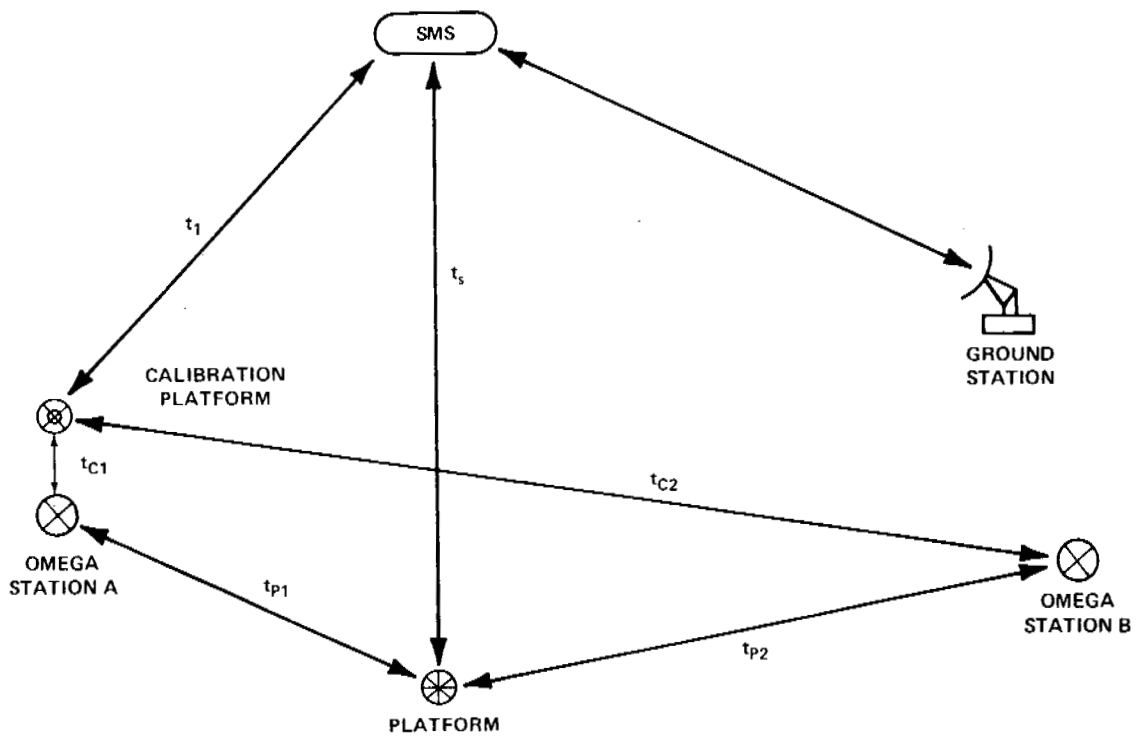 SMS
t1
ts
GROUND
STATION
CALIBRATION
PLATFORM
tC1
tC2
OMEGA
STATION A
tP1
OMEGA
STATION B
tP2
PLATFORM